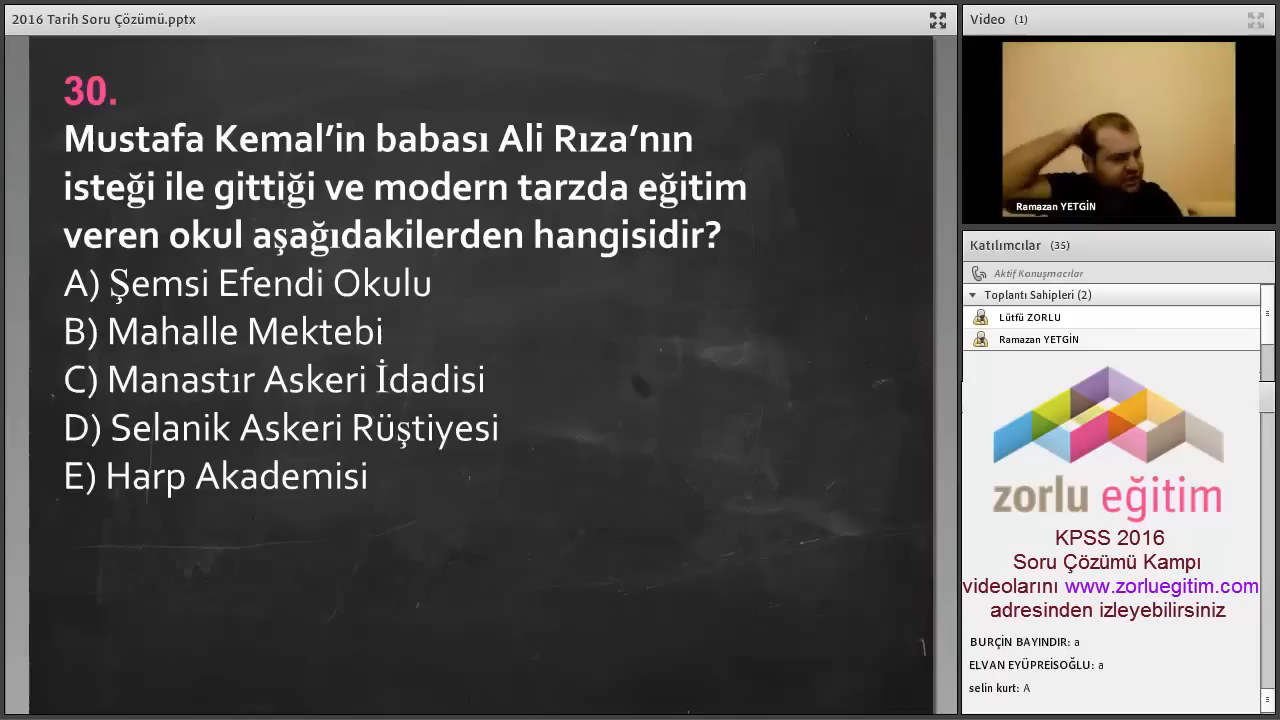 2016 Tarih Soru Çözümü.pptx
30.
Mustafa Kemal’in babası Ali Rıza’nın
isteği ile gittiği ve modern tarzda eğitim
veren okul aşağıdakilerden hangisidir?
A) Şemsi Efendi Okulu
B) Mahalle Mektebi
C) Manastır Askeri İdadisi
D) Selanik Askeri Rüştiyesi
E) Harp Akademisi
Video (1)
Ramazan YETGİN
Katılımcılar (35)
Aktif Konuşmacılar
Toplantı Sahipleri (2)
Lütfü ZORLU
Ramazan YETGİN
zorlu eğitim
KPSS 2016
Soru Çözümü Kampı
videolarını www.zorluegitim.com
adresinden izleyebilirsiniz
BURÇİN BAYINDIR: a
ELVAN EYÜPREİSOĞLU: a
selin kurt: A